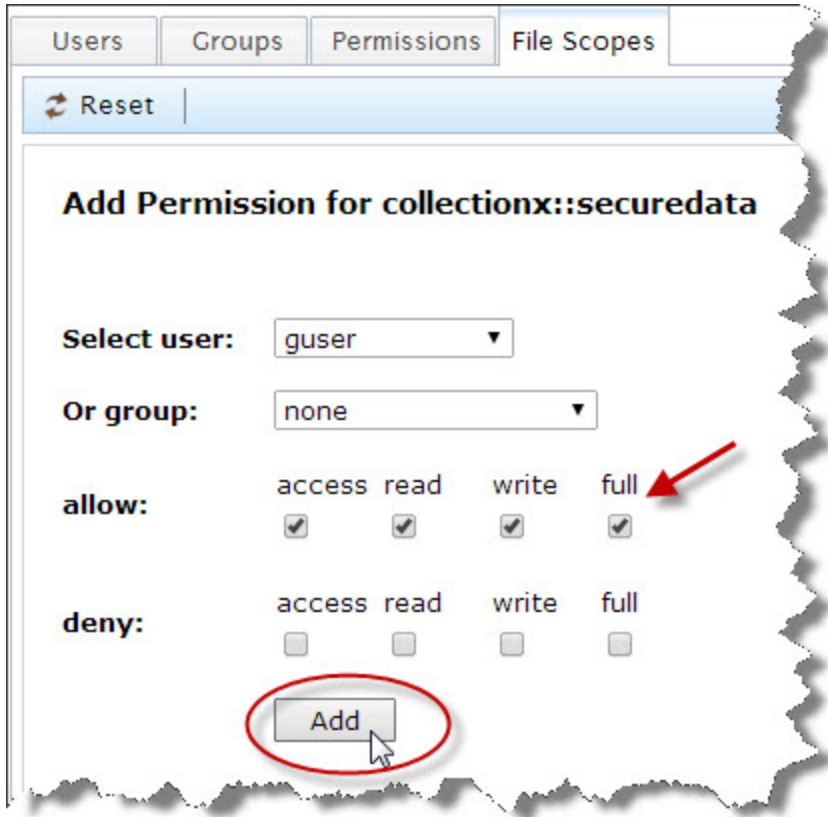 Users Groups Permissions File Scopes
Reset
Add Permission for collectionx::securedata
Select user: guser
Or group: none
access read write full
allow:
access read write full
deny:
Add